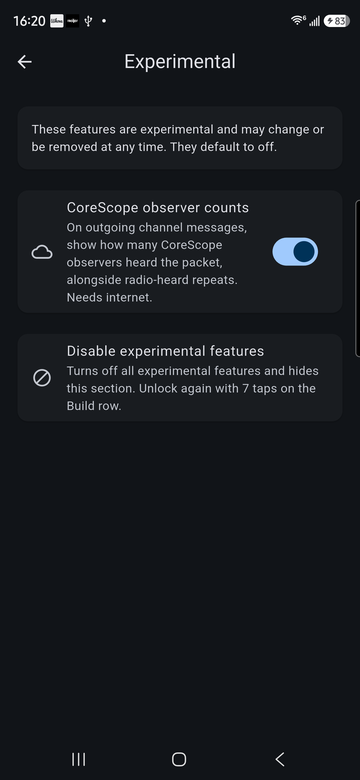 16:20
83
Experimental
These features are experimental and may change or
be removed at any time. They default to off.
CoreScope observer counts
On outgoing channel messages,
show how many CoreScope
observers heard the packet,
alongside radio-heard repeats.
Needs internet.
Disable experimental features
Turns off all experimental features and hides
this section. Unlock again with 7 taps on the
Build row.